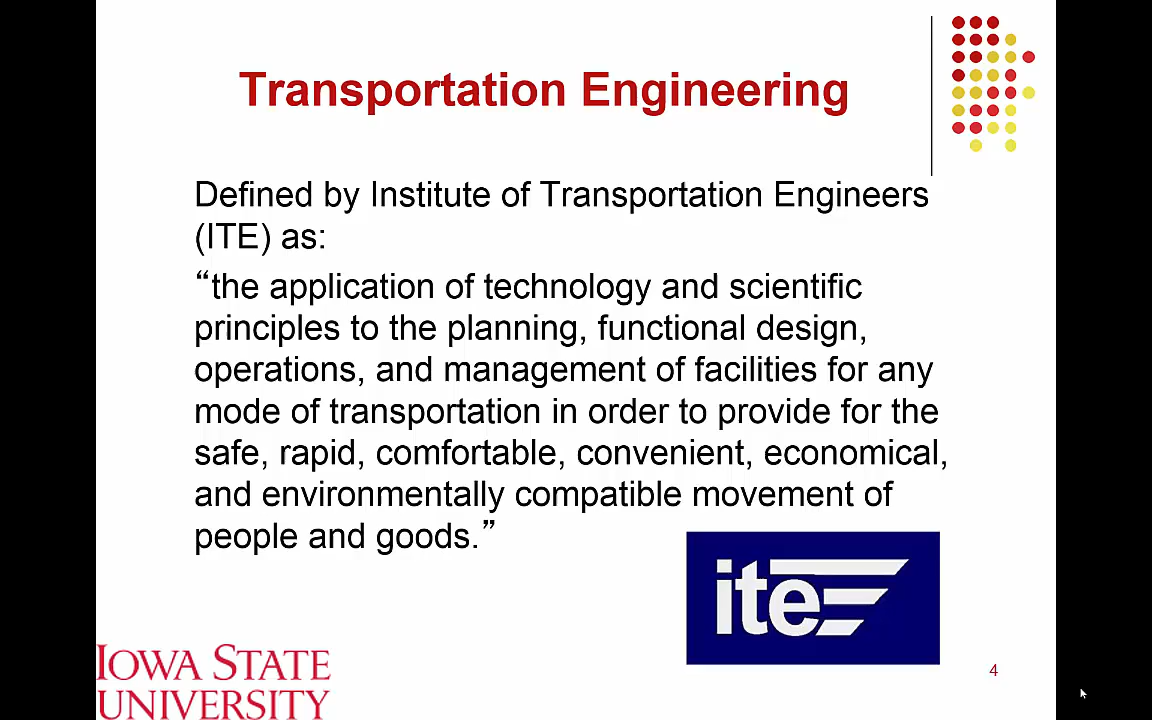 Transportation Engineering
Defined by Institute of Transportation Engineers
(ITE) as:
“the application of technology and scientific
principles to the planning, functional design,
operations, and management of facilities for any
mode of transportation in order to provide for the
safe, rapid, comfortable, convenient, economical,
and environmentally compatible movement of
people and goods.”
ite
IOWA STATE
UNIVERSITY
4